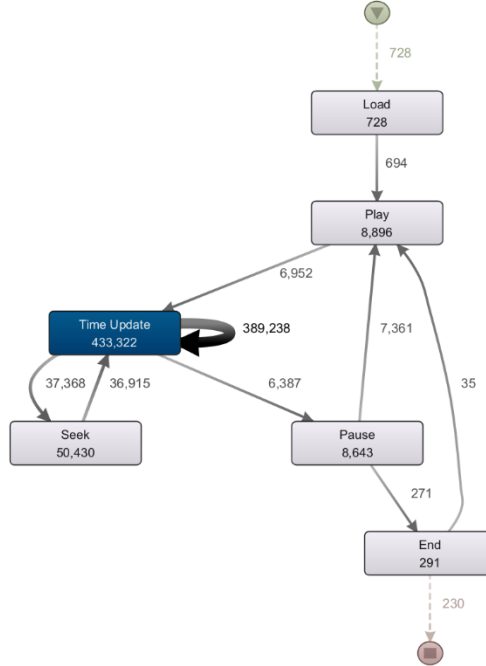 728
Load
728
694
Play
8,896
6,952
Time Update
433,322
389,238
7,361
35
37,368
36,915
6,387
Seek
50,430
Pause
8,643
271
End
291
230